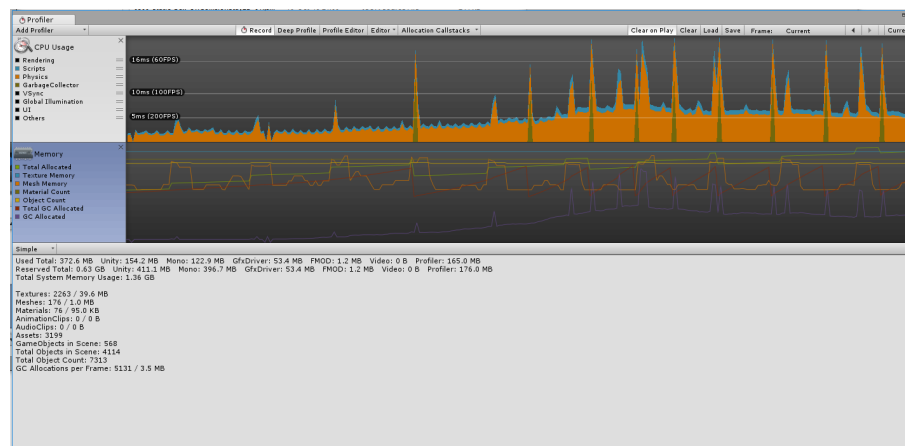 Profiler
Add Profiler Record Deep Profile Profile Editor Editor Allocation Callstacks Clear on Play Clear Load Save Frame: Current Curre
CPU Usage
Rendering
Scripts
Physics
GarbageCollector
VSync
Global Illumination
UI
Others
16ms (60FPS)
10ms (100FPS)
5ms (200FPS)
Memory
Total Allocated
Texture Memory
Mesh Memory
Material Count
Object Count
Total GC Allocated
GC Allocated
Simple
Used Total: 372.6 MB Unity: 154.2 MB Mono: 122.9 MB GfxDriver: 53.4 MB FMOD: 1.2 MB Video: 0 B Profiler: 165.0 MB
Reserved Total: 0.63 GB Unity: 411.1 MB Mono: 396.7 MB GfxDriver: 53.4 MB FMOD: 1.2 MB Video: 0 B Profiler: 176.0 MB
Total System Memory Usage: 1.36 GB
Textures: 2263 / 39.6 MB
Meshes: 176 / 1.0 MB
Materials: 76 / 95.0 KB
AnimationClips: 0 / 0 B
AudioClips: 0 / 0 B
Assets: 3199
GameObjects in Scene: 568
Total Objects in Scene: 4114
Total Object Count: 7313
GC Allocations per Frame: 5131 / 3.5 MB